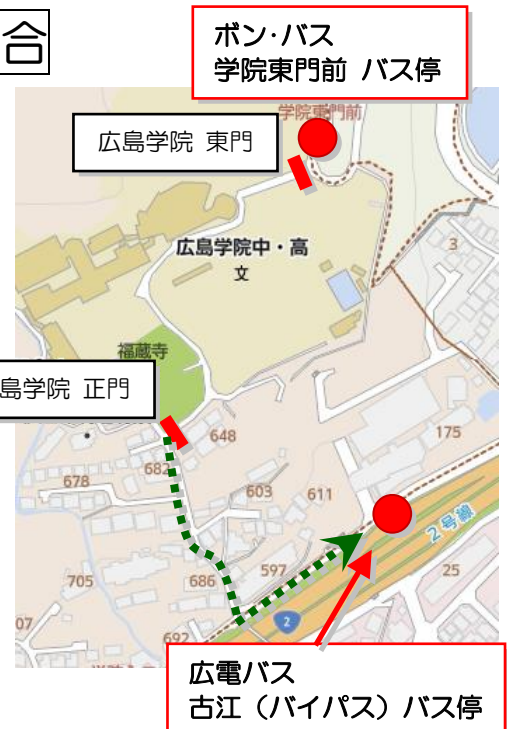 合
ボン・バス
学院東門前 バス停
学院東門前
広島学院 東門
3
広島学院中・高
文
福蔵寺
島学院 正門
648
175
682
678
603
611
2号線
705
686
597
25
07
2
692
広電バス
古江（バイパス）バス停